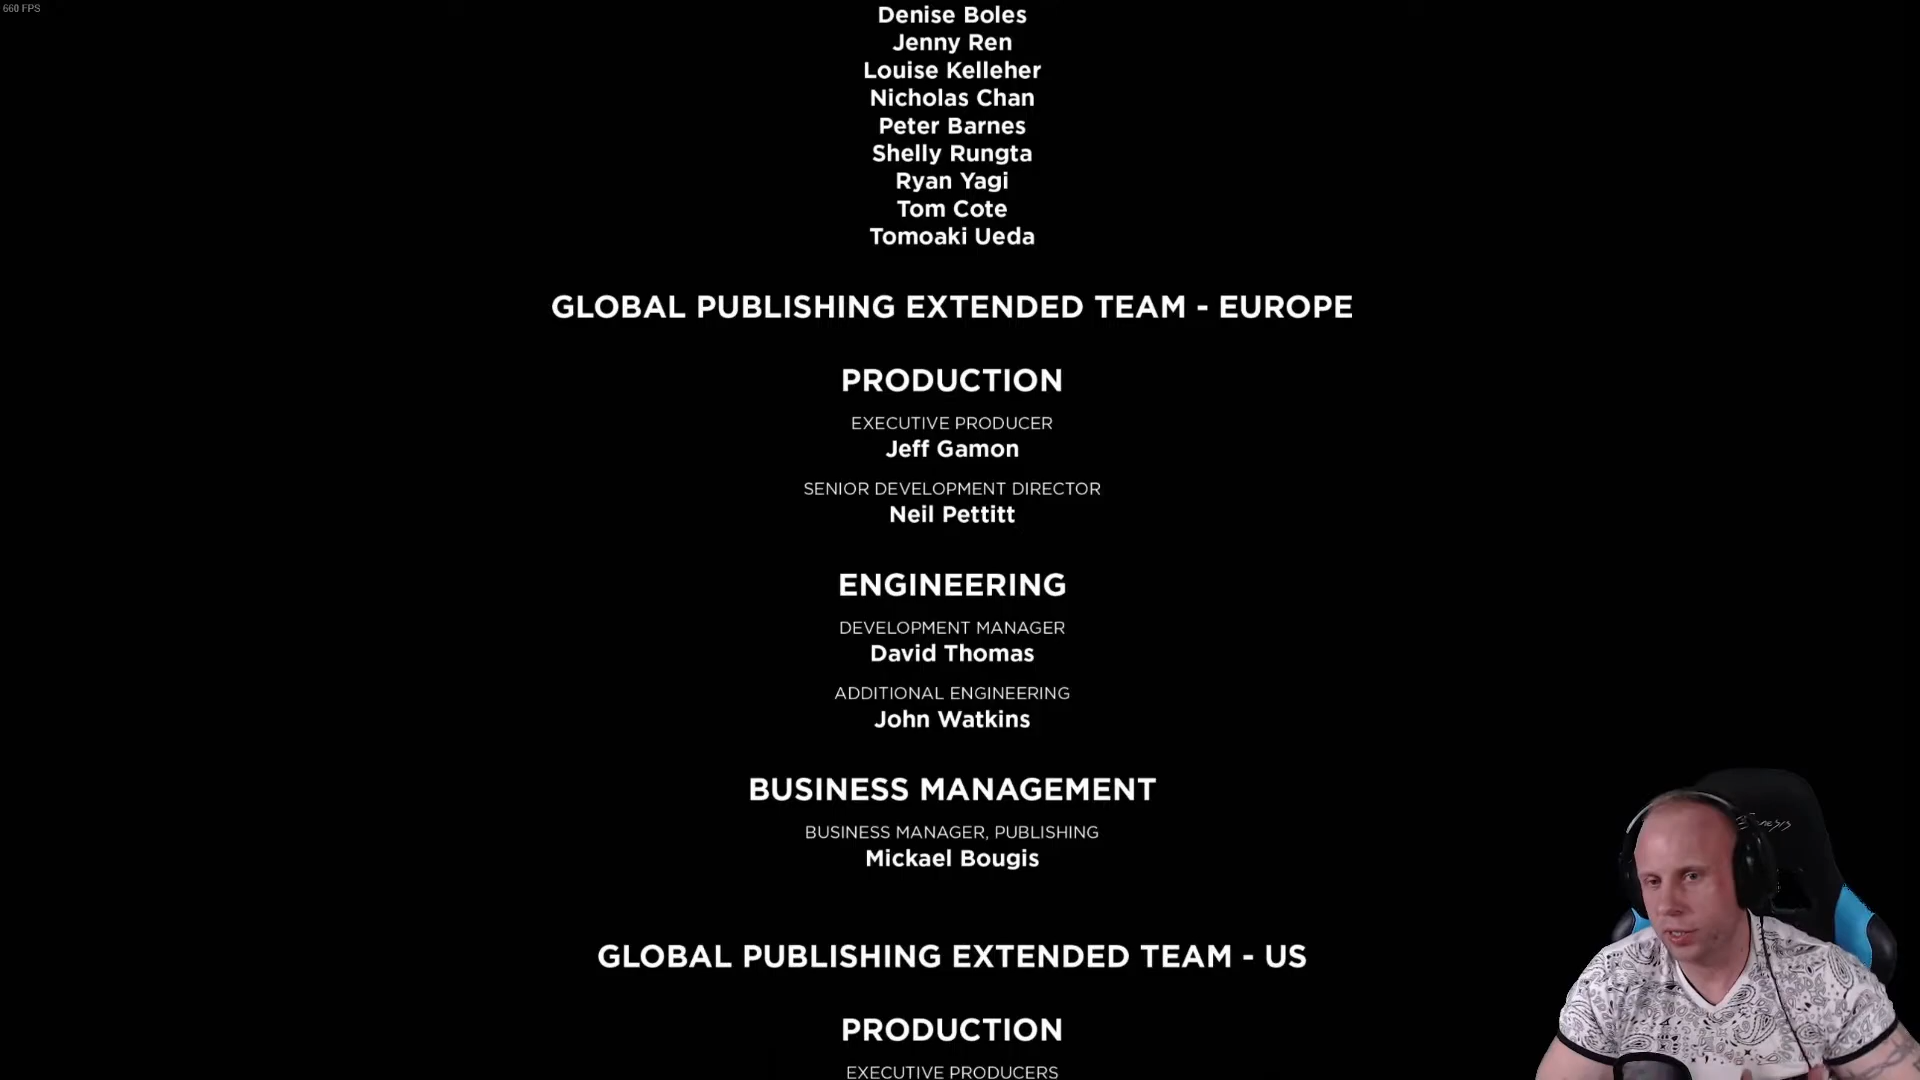 660 FPS
Denise Boles
Jenny Ren
Louise Kelleher
Nicholas Chan
Peter Barnes
Shelly Rungta
Ryan Yagi
Tom Cote
Tomoaki Ueda
GLOBAL PUBLISHING EXTENDED TEAM - EUROPE
PRODUCTION
EXECUTIVE PRODUCER
Jeff Gamon
SENIOR DEVELOPMENT DIRECTOR
Neil Pettitt
ENGINEERING
DEVELOPMENT MANAGER
David Thomas
ADDITIONAL ENGINEERING
John Watkins
BUSINESS MANAGEMENT
BUSINESS MANAGER, PUBLISHING
Mickael Bougis
GLOBAL PUBLISHING EXTENDED TEAM - US
PRODUCTION
EXECUTIVE PRODUCERS